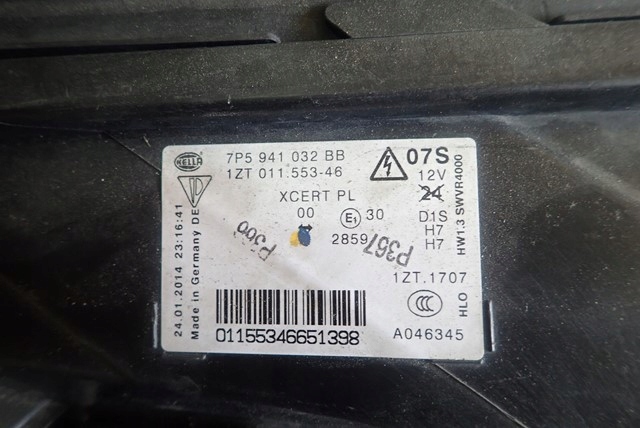 HELLA
7P5 941 032 BB
1ZT 011.553-46
07S
12V
24
XCERT PL
00
E1
30
D1S
2859
H7
H7
P367
1ZT.1707
CCC
HLO
A046345
HW1.3 SWVR4000
24.01.2014 23:16:41
Made in Germany DE
01155346651398